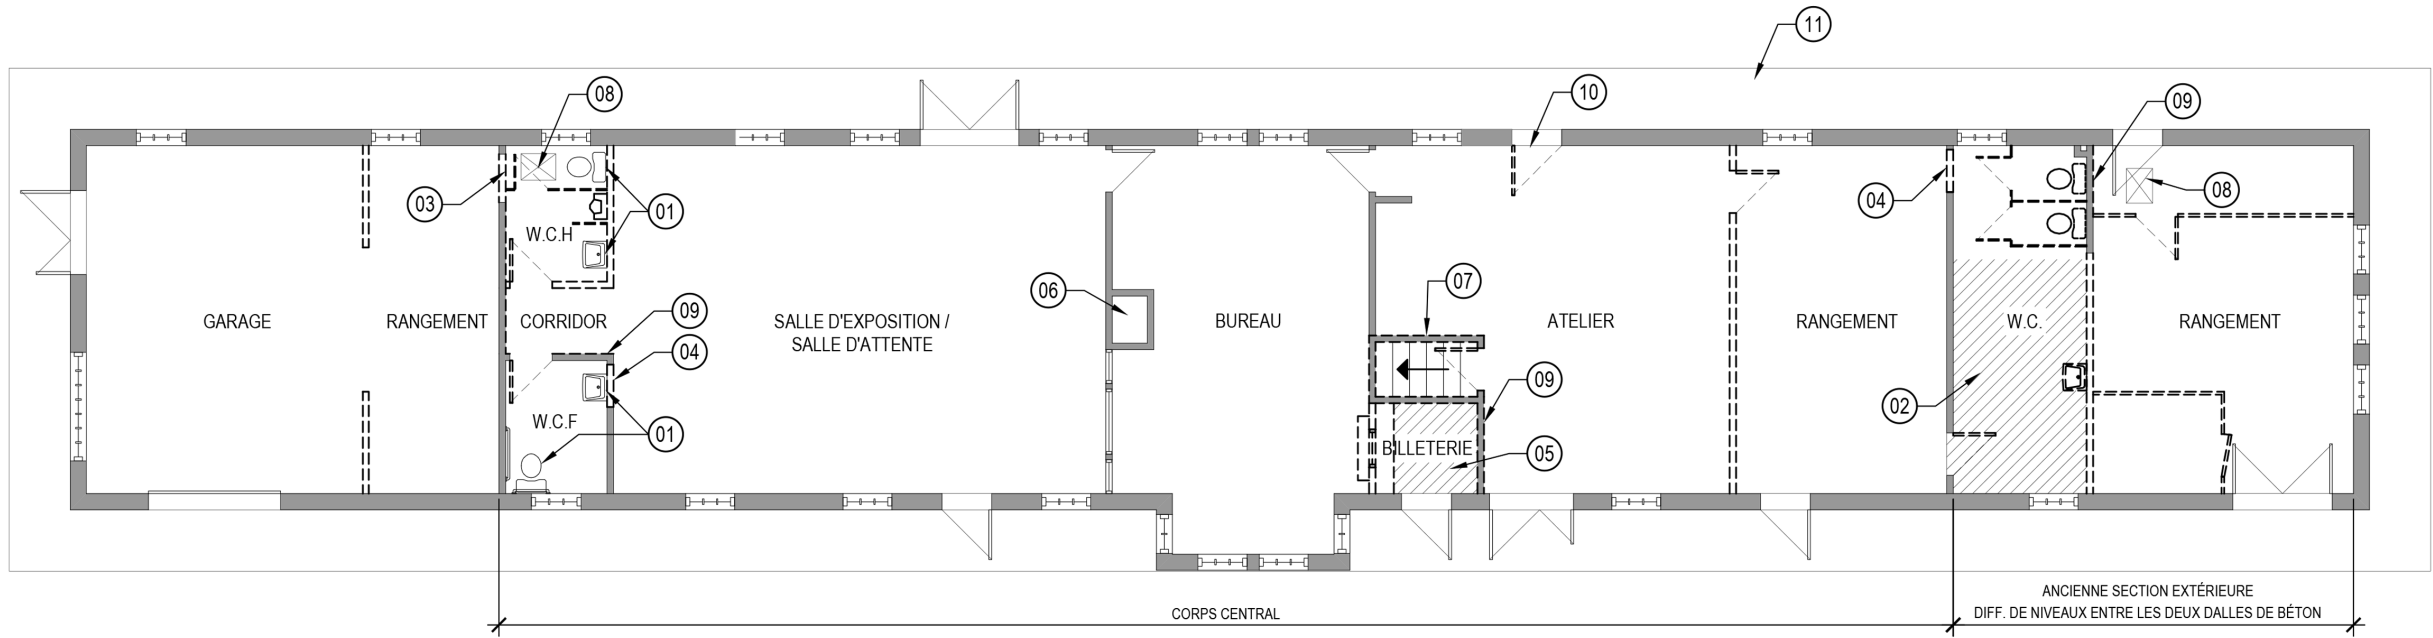 11
08
10
09
03
01
04
08
W.C.H
06
07
09
GARAGE
RANGEMENT
CORRIDOR
SALLE D'EXPOSITION /
SALLE D'ATTENTE
BUREAU
ATELIER
RANGEMENT
W.C.
RANGEMENT
04
09
02
W.C.F
01
BILLETERIE
05
ANCIENNE SECTION EXTÉRIEURE
CORPS CENTRAL
DIFF. DE NIVEAUX ENTRE LES DEUX DALLES DE BÉTON